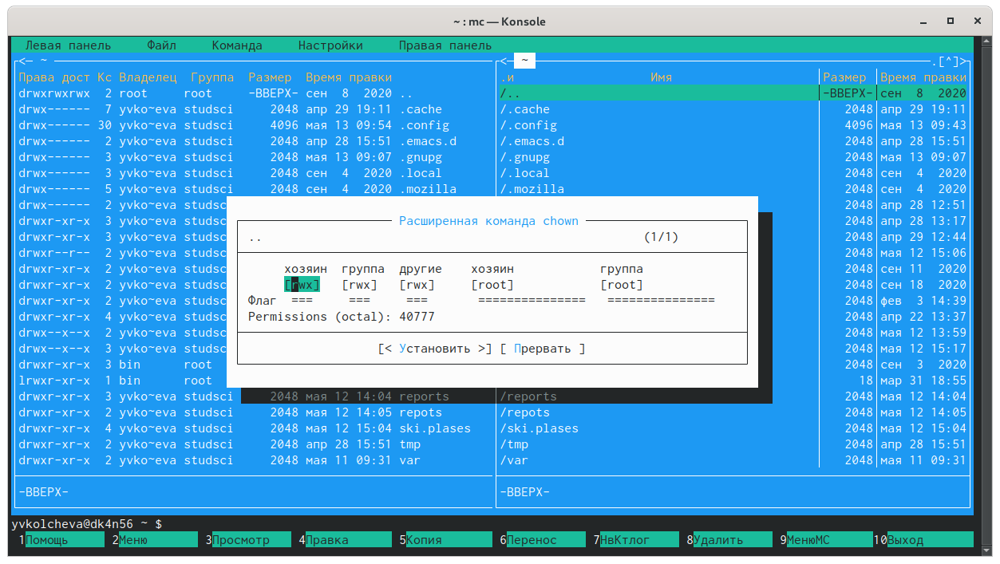 ~ : mc — Konsole
Левая панель Файл Команда Настройки Правая панель
<— ~ <— ~ .[^]>
Права дост Кс Владелец Группа Размер Время правки .и Имя Размер Время правки
drwxrwxrwx 2 root root -ВВЕРХ- сен 8 2020 .. /.. -ВВЕРХ- сен 8 2020
drwx------ 7 yvko~eva studsci 2048 апр 29 19:11 .cache /.cache 2048 апр 29 19:11
drwx------ 30 yvko~eva studsci 4096 мая 13 09:54 .config /.config 4096 мая 13 09:43
drwx------ 2 yvko~eva studsci 2048 апр 28 15:51 .emacs.d /.emacs.d 2048 апр 28 15:51
drwx------ 3 yvko~eva studsci 2048 мая 13 09:07 .gnupg /.gnupg 2048 мая 13 09:07
drwx------ 3 yvko~eva studsci 2048 сен 4 2020 .local /.local 2048 сен 4 2020
drwx------ 5 yvko~eva studsci 2048 сен 4 2020 .mozilla /.mozilla 2048 сен 4 2020
drwx------ 2 yvko~eva studsc 2048 апр 28 12:51
drwxr-xr-x 3 yvko~eva studsc Расширенная команда chown 2048 апр 28 13:17
drwxr-xr-x 3 yvko~eva studsc .. (1/1) 2048 апр 29 12:44
drwxr--r-- 2 yvko~eva studsc 2048 мая 12 15:06
drwxr-xr-x 3 yvko~eva studsc хозяин группа другие хозяин группа 2048 сен 11 2020
drwxr-xr-x 2 yvko~eva studsc [rwx] [rwx] [rwx] [root] [root] 2048 сен 18 2020
drwxr-xr-x 2 yvko~eva studsc Флаг === === === =============== =============== 2048 фев 3 14:39
drwxr-xr-x 4 yvko~eva studsc Permissions (octal): 40777 2048 апр 22 13:37
drwx--x--x 2 yvko~eva studsc 2048 мая 12 13:59
drwx--x--x 3 yvko~eva studsc [< Установить >] [ Прервать ] 2048 мая 12 15:17
drwxr-xr-x 3 bin root 2048 сен 3 2020
lrwxr-xr-x 1 bin root 18 мар 31 18:55
drwxr-xr-x 3 yvko~eva studsci 2048 мая 12 14:04 reports /reports 2048 мая 12 14:04
drwxr-xr-x 2 yvko~eva studsci 2048 мая 12 14:05 repots /repots 2048 мая 12 14:05
drwxr-xr-x 4 yvko~eva studsci 2048 мая 12 15:04 ski.plases /ski.plases 2048 мая 12 15:04
drwxr-xr-x 2 yvko~eva studsci 2048 апр 28 15:51 tmp /tmp 2048 апр 28 15:51
drwxr-xr-x 2 yvko~eva studsci 2048 мая 11 09:31 var /var 2048 мая 11 09:31
-ВВЕРХ- -ВВЕРХ-
yvkolcheva@dk4n56 ~ $
1Помощь 2Меню 3Просмотр 4Правка 5Копия 6Перенос 7НвКтлог 8Удалить 9МенюMC 10Выход